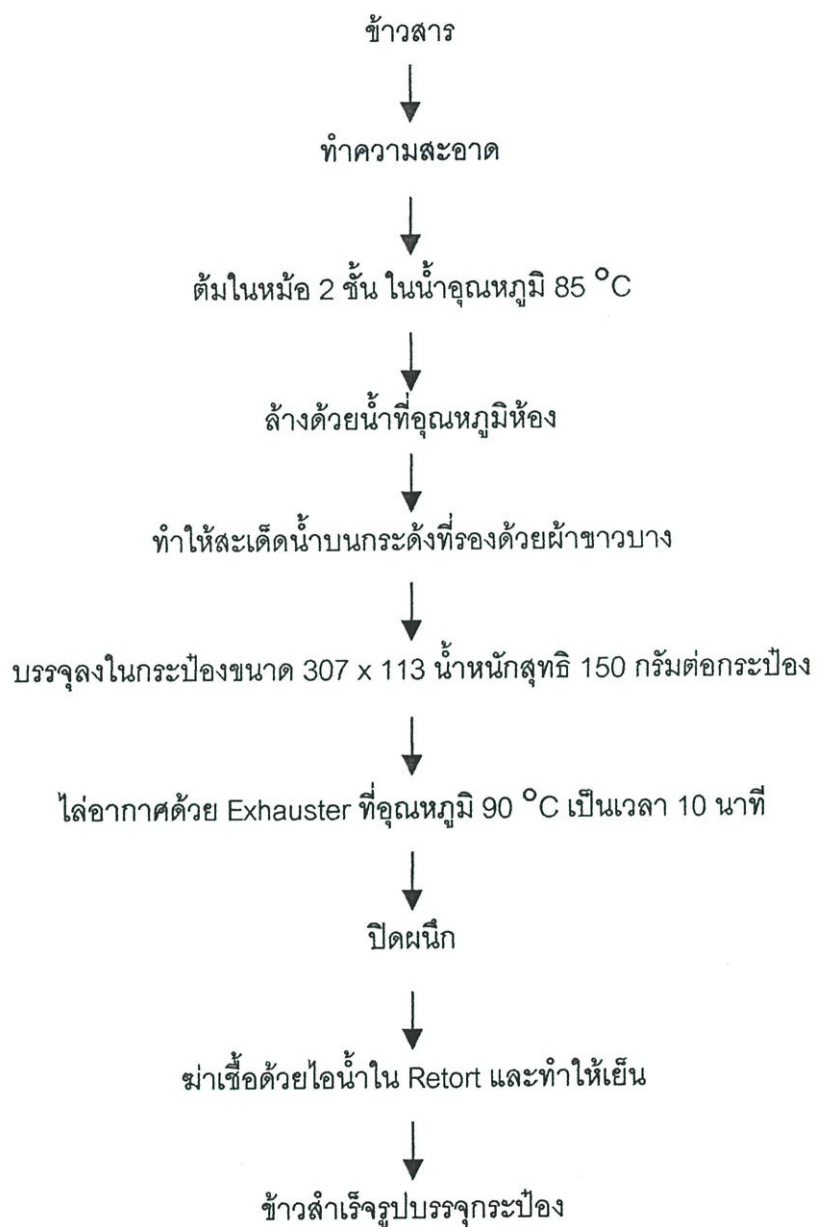 ข้าวสาร
ทำความสะอาด
ต้มในหม้อ 2 ชั้น ในน้ำอุณหภูมิ 85 °C
ล้างด้วยน้ำที่อุณหภูมิห้อง
ทำให้สะเด็ดน้ำบนกระด้งที่รองด้วยผ้าขาวบาง
บรรจุลงในกระป๋องขนาด 307 x 113 น้ำหนักสุทธิ 150 กรัมต่อกระป๋อง
ไล่อากาศด้วย Exhauster ที่อุณหภูมิ 90 °C เป็นเวลา 10 นาที
ปิดผนึก
ฆ่าเชื้อด้วยไอน้ำใน Retort และทำให้เย็น
ข้าวสำเร็จรูปบรรจุกระป๋อง